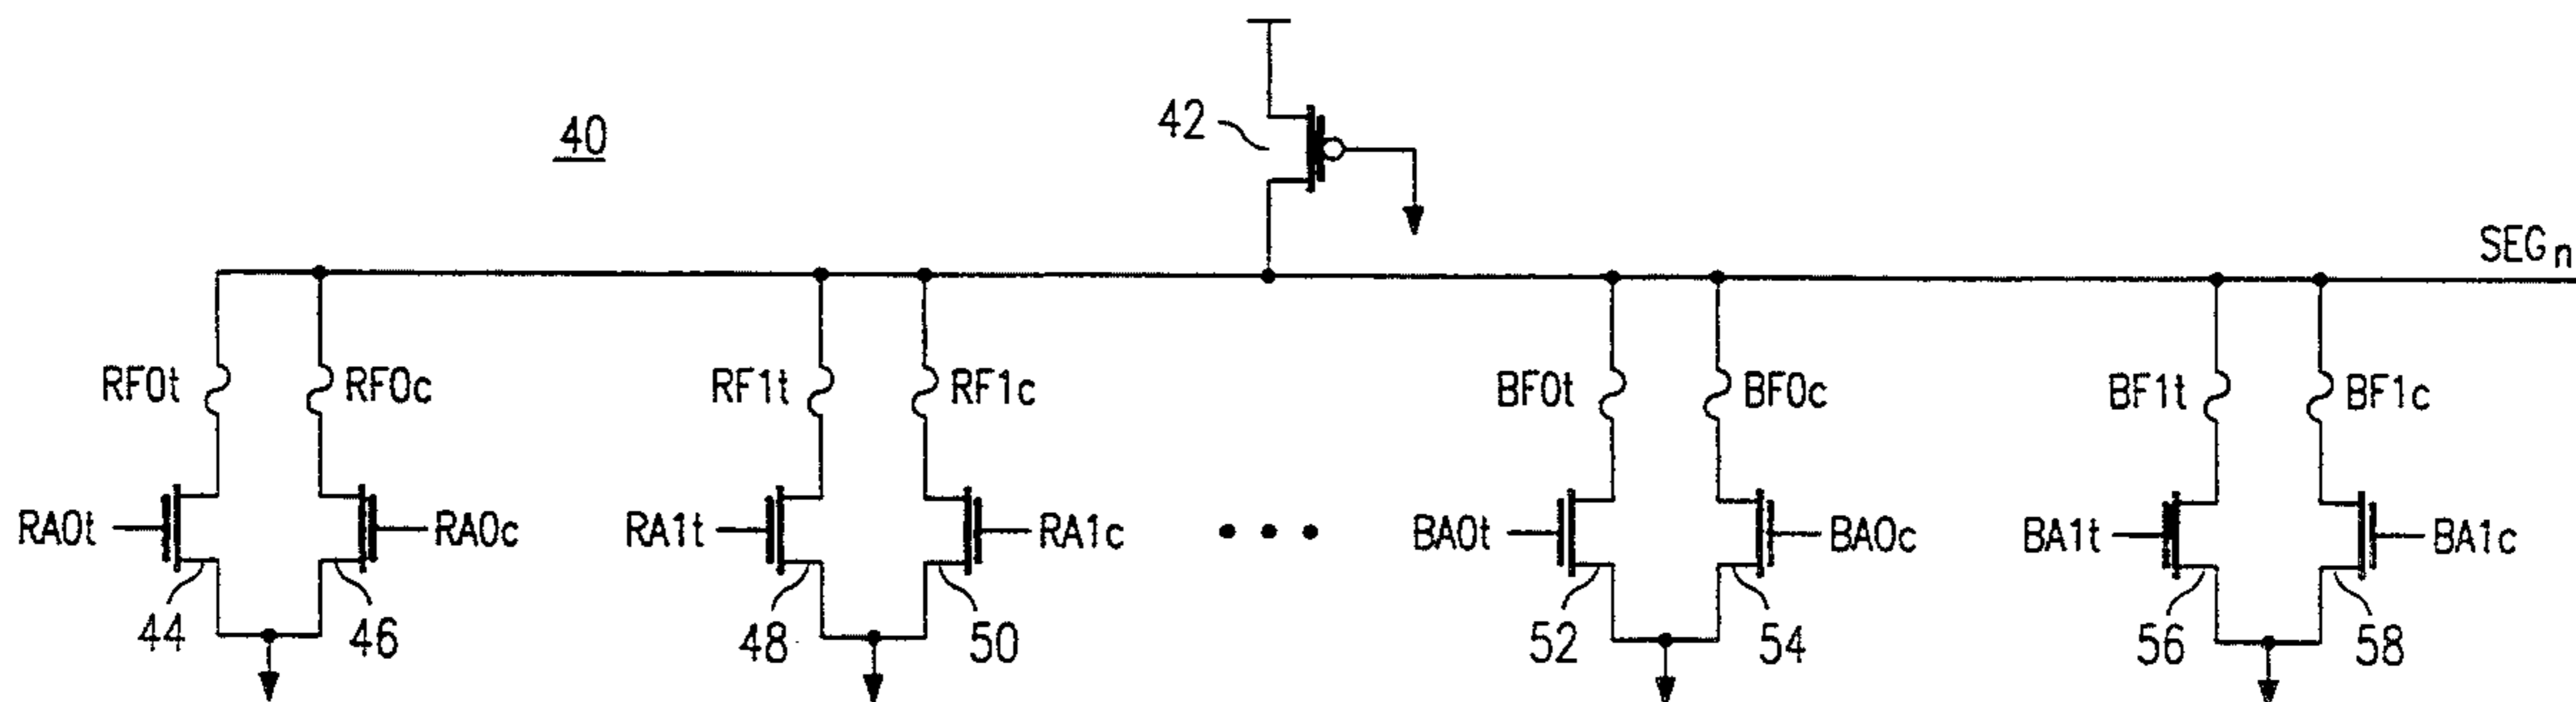 40
42
SEGn
RF0t
RF0c
RF1t
RF1c
BF0t
BF0c
BF1t
BF1c
RA0t
RA0c
RA1t
RA1c
BA0t
BA0c
BA1t
BA1c
44
46
48
50
52
54
56
58